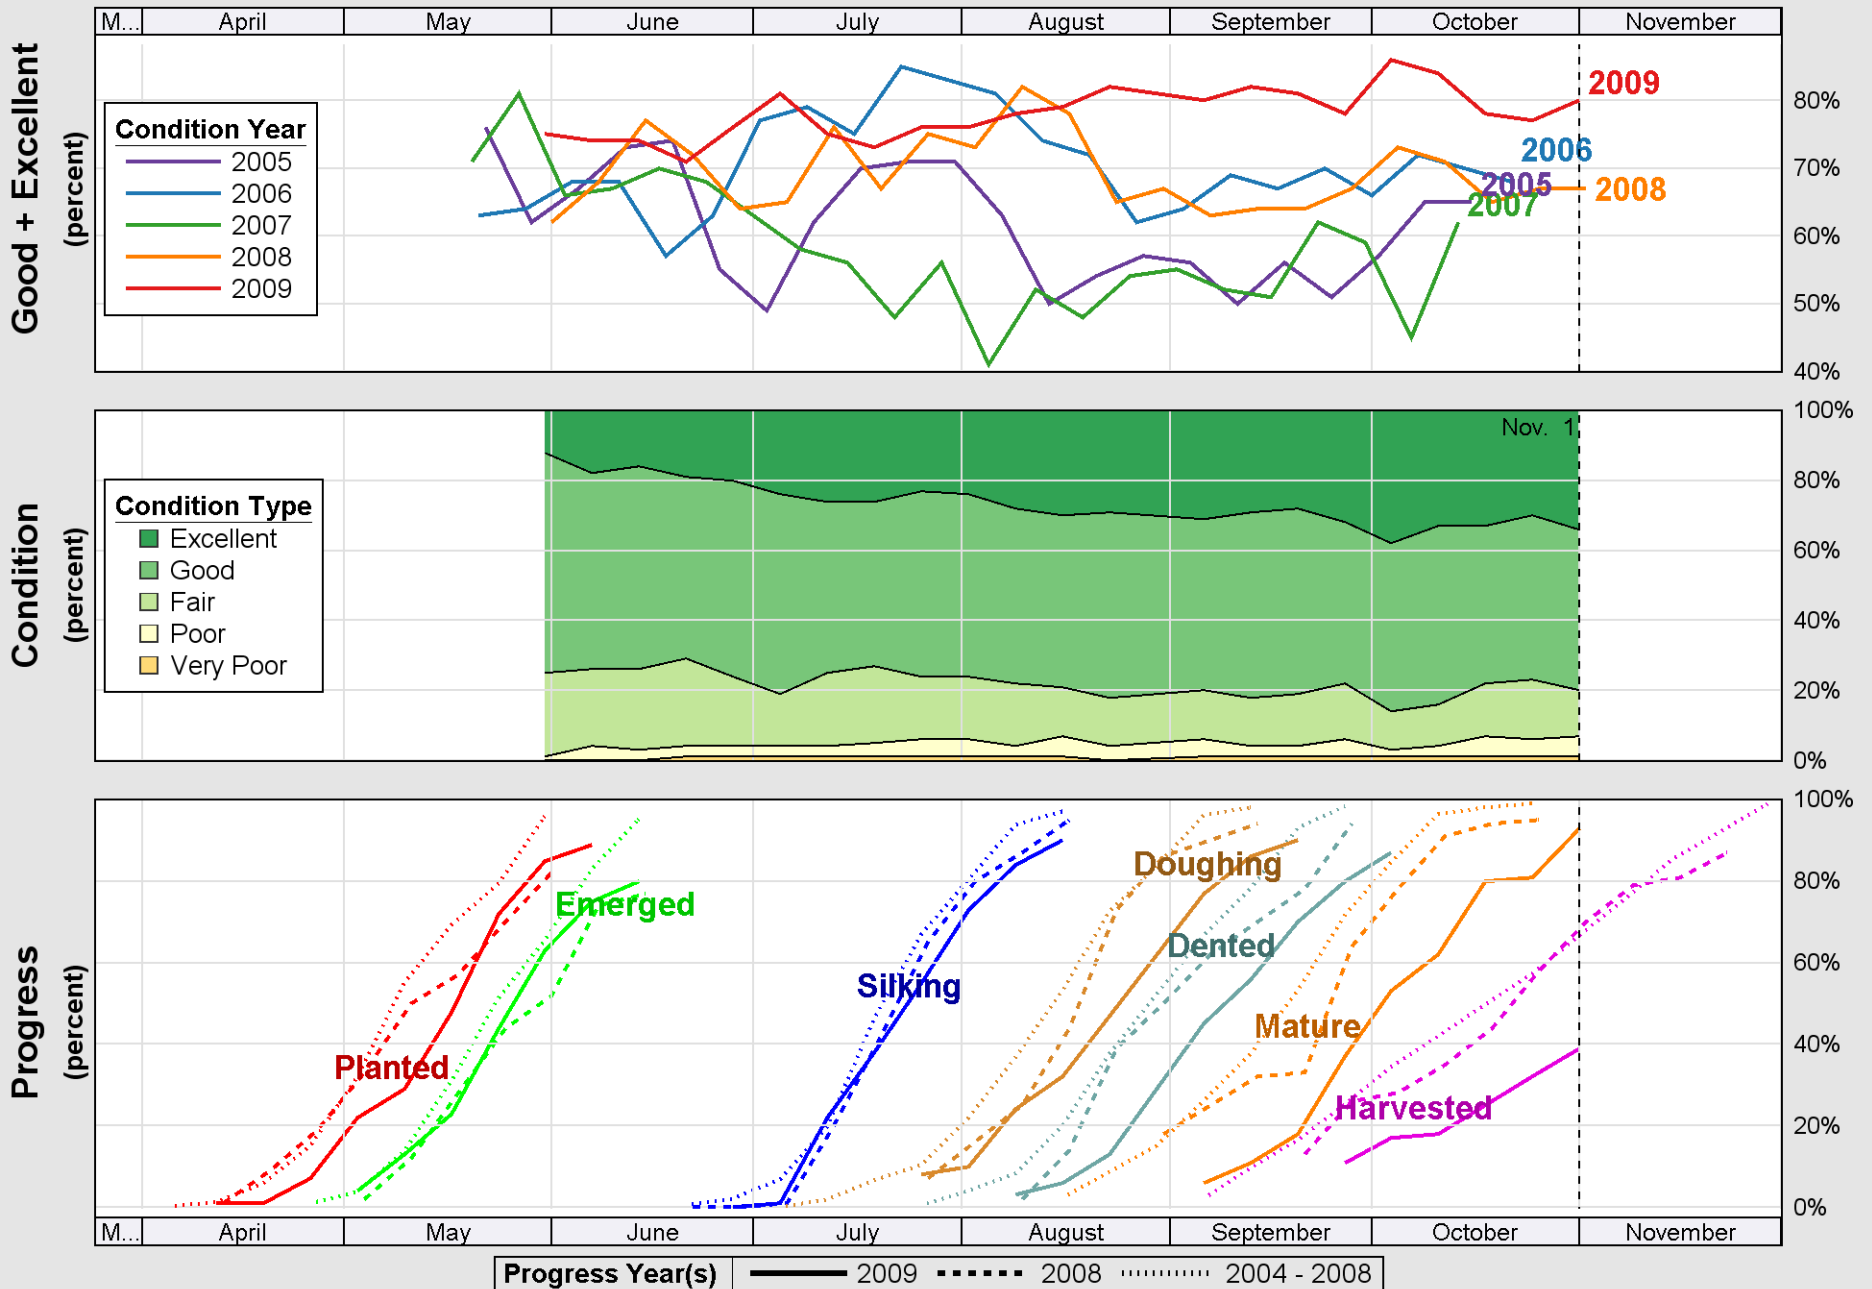 M... April May June July August September October November
Good + Excellent
(percent)
Condition Year
2005
2006
2007
2008
2009
2009
2006
2005
2008
2007
80%
70%
60%
50%
40%
Condition
(percent)
Nov. 1
Condition Type
Excellent
Good
Fair
Poor
Very Poor
100%
80%
60%
40%
20%
0%
Progress
(percent)
Planted
Emerged
Silking
Doughing
Dented
Mature
Harvested
100%
80%
60%
40%
20%
0%
M... April May June July August September October November
Progress Year(s) 2009 2008 2004 - 2008